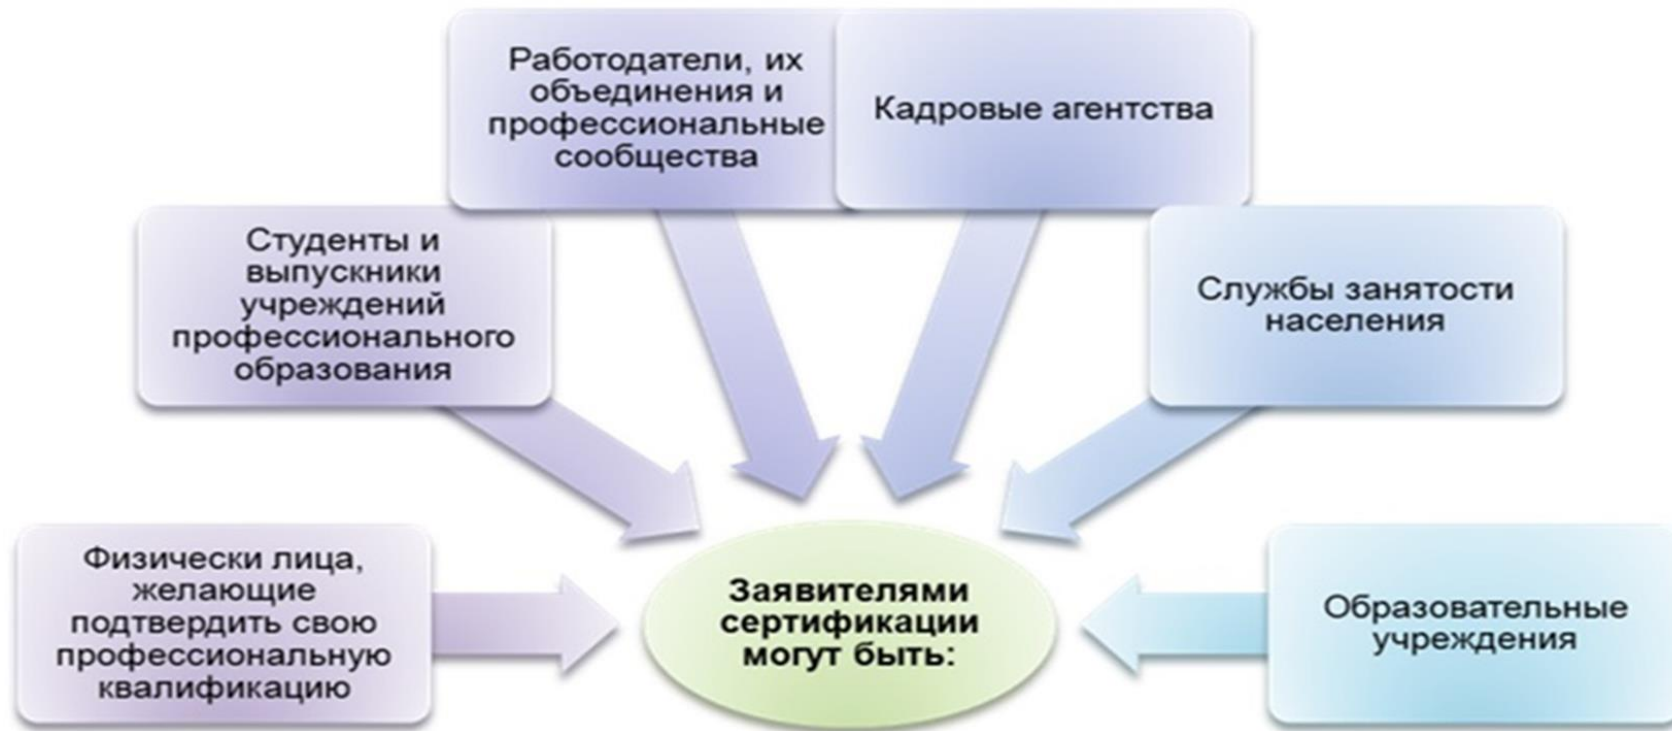 Работодатели, их
объединения и
профессиональные
сообщества
Кадровые агентства
Студенты и
выпускники
учреждений
профессионального
образования
Службы занятости
населения
Физически лица,
желающие
подтвердить свою
профессиональную
квалификацию
Заявителями
сертификации
могут быть:
Образовательные
учреждения